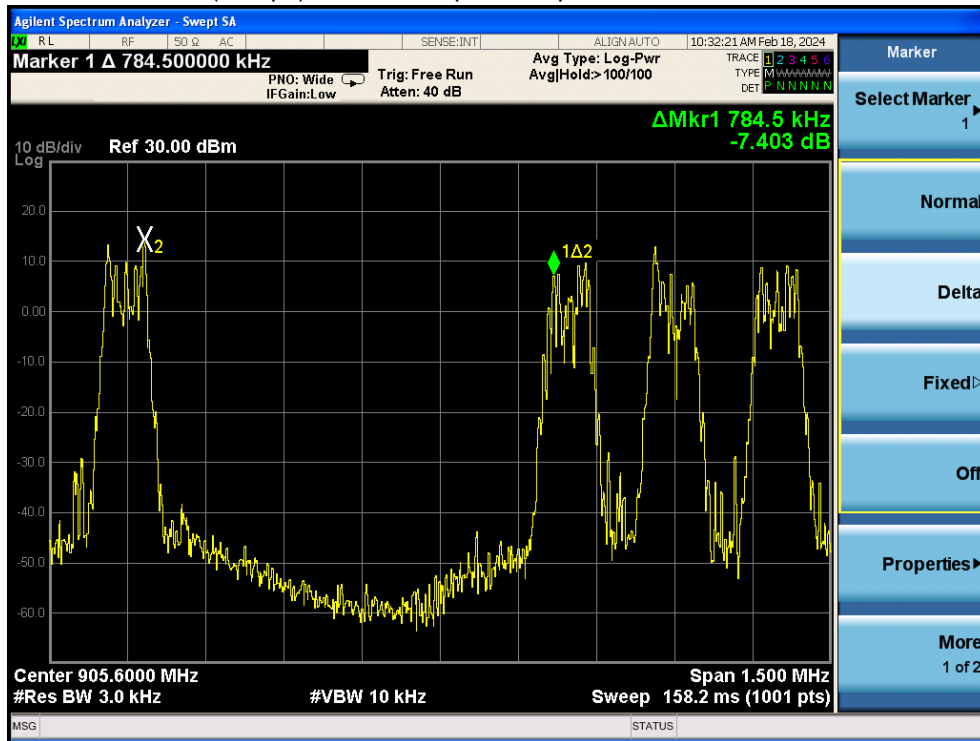 Agilent Spectrum Analyzer - Swept SA
LXI RL RF 50 Ω AC SENSE:INT ALIGN AUTO 10:32:21 AM Feb 18, 2024
Marker 1 Δ 784.500000 kHz
PNO: Wide
IFGain:Low
Trig: Free Run
Atten: 40 dB
Avg Type: Log-Pwr
Avg|Hold:>100/100
TRACE 1 2 3 4 5 6
TYPE M
DET P N N N N N
ΔMkr1 784.5 kHz
-7.403 dB
10 dB/div Ref 30.00 dBm
Log
20.0
10.0
0.00
-10.0
-20.0
-30.0
-40.0
-50.0
-60.0
X2
1Δ2
Center 905.6000 MHz Span 1.500 MHz
#Res BW 3.0 kHz #VBW 10 kHz Sweep 158.2 ms (1001 pts)
MSG STATUS
Marker
Select Marker
1
Normal
Delta
Fixed
Off
Properties
More
1 of 2